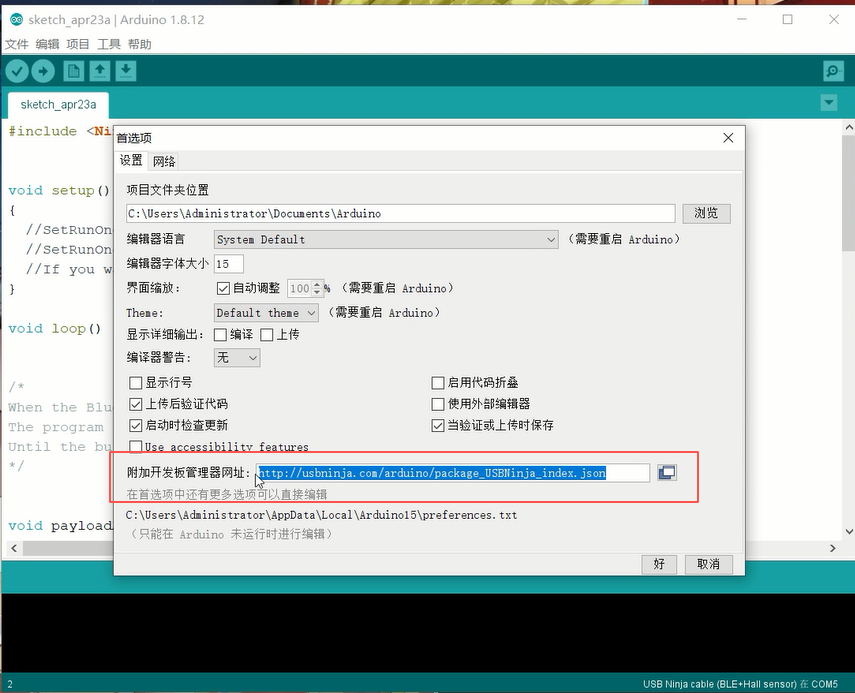 sketch_apr23a | Arduino 1.8.12
文件 编辑 项目 工具 帮助
sketch_apr23a
#include <Ni
首选项
设置 网络
void setup()
项目文件夹位置
{
C:\Users\Administrator\Documents\Arduino 浏览
//SetRunOn
编辑器语言 System Default (需要重启 Arduino)
//SetRunOn
编辑器字体大小 15
//If you w
界面缩放: 自动调整 100 % (需要重启 Arduino)
}
Theme: Default theme (需要重启 Arduino)
void loop()
显示详细输出: 编译 上传
编译器警告: 无
显示行号 启用代码折叠
/*
上传后验证代码 使用外部编辑器
When the Blu
启动时检查更新 当验证或上传时保存
The program
Use accessibility features
Until the bu
*/
附加开发板管理器网址: http://usbninja.com/arduino/package_USBNinja_index.json
在首选项中还有更多选项可以直接编辑
C:\Users\Administrator\AppData\Local\Arduino15\preferences.txt
void payload
(只能在 Arduino 未运行时进行编辑)
好 取消
2 USB Ninja cable (BLE+Hall sensor) 在 COM5